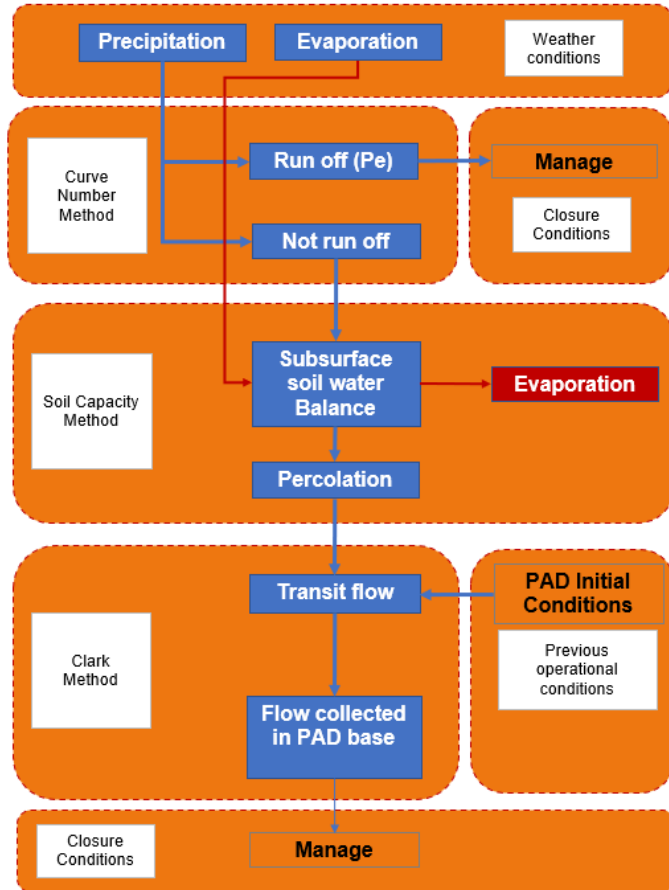 Precipitation
Evaporation
Weather
conditions
Curve
Number
Method
Run off (Pe)
Manage
Closure
Conditions
Not run off
Soil Capacity
Method
Subsurface
soil water
Balance
Evaporation
Percolation
Clark
Method
Transit flow
PAD Initial
Conditions
Previous
operational
conditions
Flow collected
in PAD base
Closure
Conditions
Manage